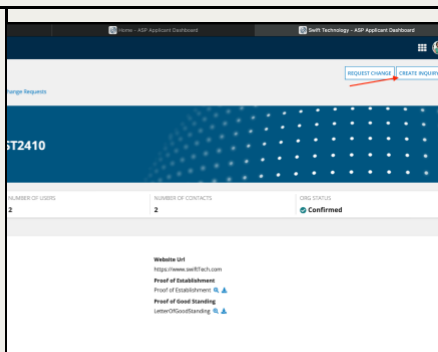 Home - ASP Applicant Dashboard
Swift Technology - ASP Applicant Dashboard
REQUEST CHANGE
CREATE INQUIRY
hange Requests
ST2410
NUMBER OF USERS
NUMBER OF CONTACTS
ORG STATUS
2
2
Confirmed
Website Url
https://www.swiftTech.com
Proof of Establishment
Proof of Establishment
Proof of Good Standing
LetterOfGoodStanding